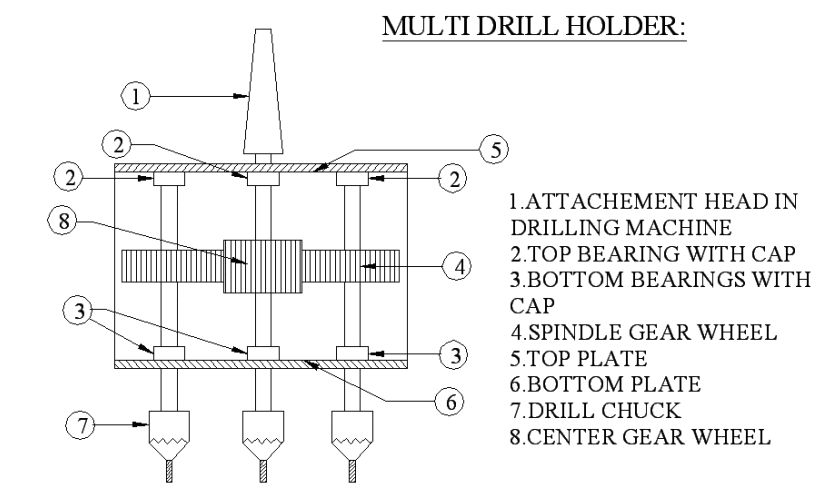 MULTI DRILL HOLDER:
1
2
2
2
5
2
8
4
3
3
3
6
7
1.ATTACHEMENT HEAD IN
DRILLING MACHINE
2.TOP BEARING WITH CAP
3.BOTTOM BEARINGS WITH
CAP
4.SPINDLE GEAR WHEEL
5.TOP PLATE
6.BOTTOM PLATE
7.DRILL CHUCK
8.CENTER GEAR WHEEL